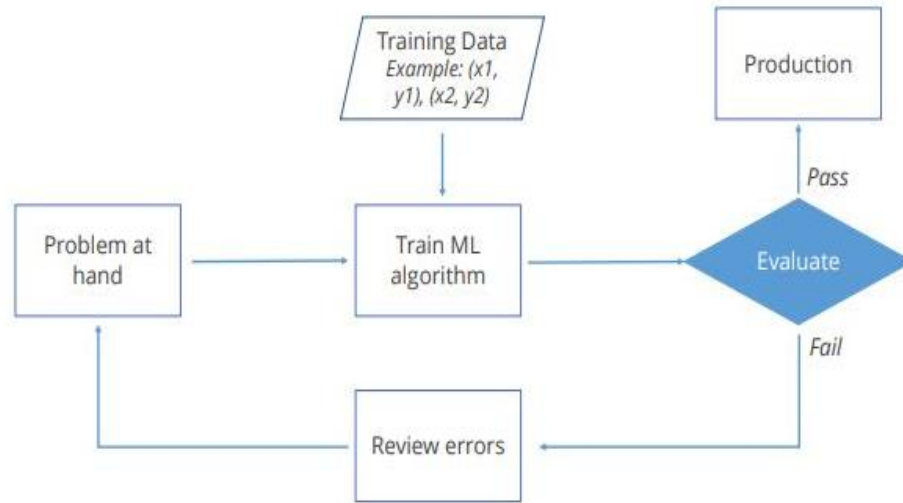 Training Data
Example: (x1,
y1), (x2, y2)
Production
Pass
Problem at
hand
Train ML
algorithm
Evaluate
Fail
Review errors